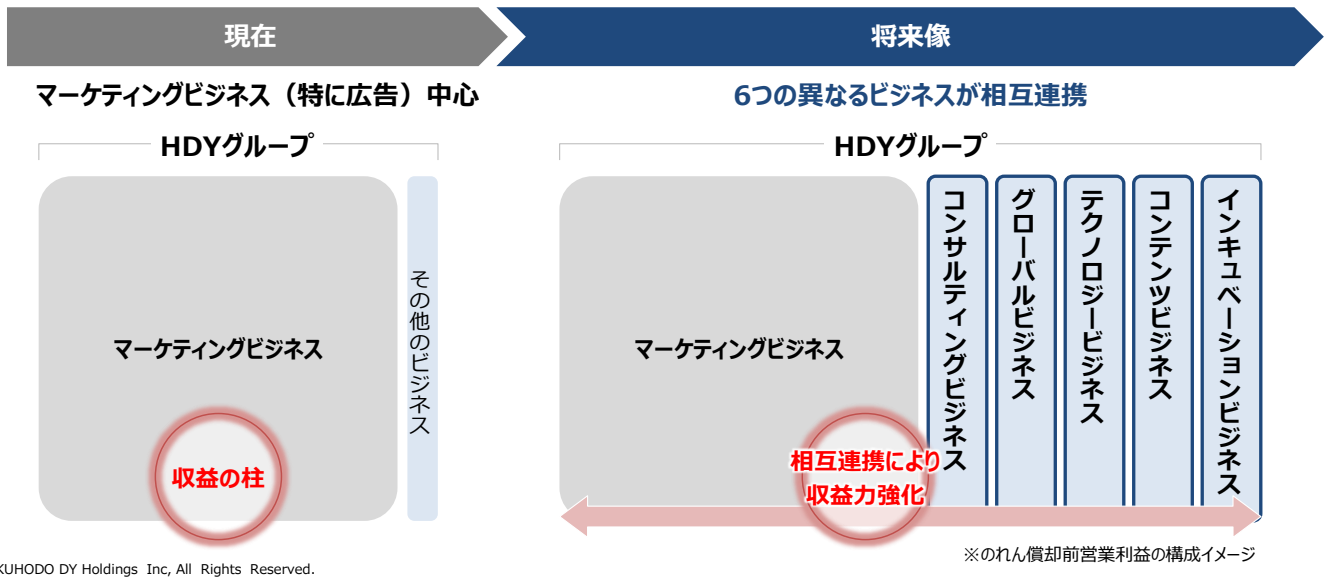 現在
将来像
マーケティングビジネス（特に広告）中心
6つの異なるビジネスが相互連携
HDYグループ
マーケティングビジネス
その他のビジネス
収益の柱
HDYグループ
マーケティングビジネス
コンサルティングビジネス
グローバルビジネス
テクノロジービジネス
コンテンツビジネス
インキュベーションビジネス
相互連携により
収益力強化
※のれん償却前営業利益の構成イメージ
KUHODO DY Holdings Inc, All Rights Reserved.